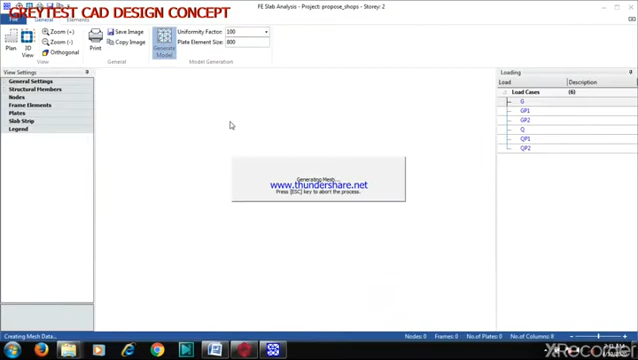 GREYTEST CAD DESIGN CONCEPT
FE Slab Analysis - Project: propose_shops - Storey: 2
File
General
Elements
Plan
3D View
Zoom (+)
Zoom (-)
Orthogonal
Print
Save Image
Copy Image
General
Generate Model
Uniformity Factor: 100
Plate Element Size: 800
Model Generation
View Settings
General Settings
Structural Members
Nodes
Frame Elements
Plates
Slab Strip
Legend
Loading
Load Description
Load Cases (6)
G
GP1
GP2
Q
QP1
QP2
Generating Mesh...
www.thundershare.net
Press [ESC] key to abort the process.
Creating Mesh Data...
Nodes: 0 Frames: 0 No.of Plates: 0 No.of Columns: 8
XRecorder